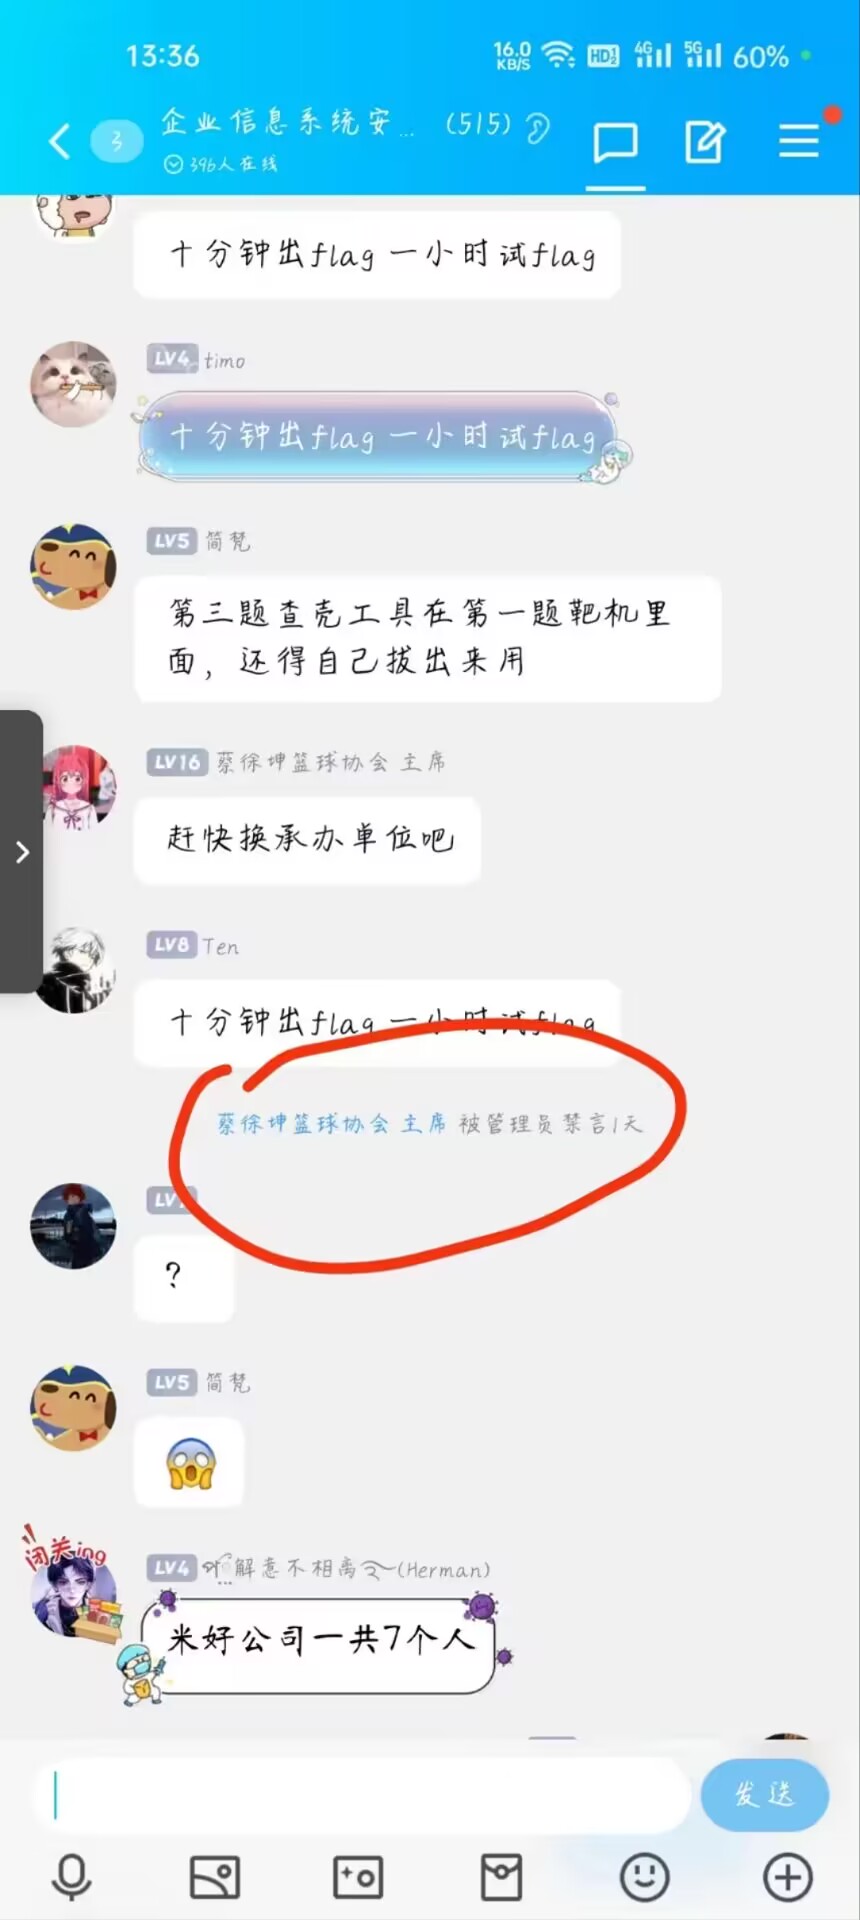 13:36
16.0 KB/S HD 4G 5G 60%
3 企业信息系统安... (515)
396人在线
十分钟出flag 一小时试flag
LV4 timo
十分钟出flag 一小时试flag
LV5 简梵
第三题查壳工具在第一题靶机里
面，还得自己拔出来用
LV16 蔡徐坤篮球协会 主席
赶快换承办单位吧
LV8 Ten
十分钟出flag 一小时试flag
蔡徐坤篮球协会 主席 被管理员禁言1天
?
LV5 简梵
闭关ing
LV4 解意不相离 (Herman)
米好公司一共7个人
发送